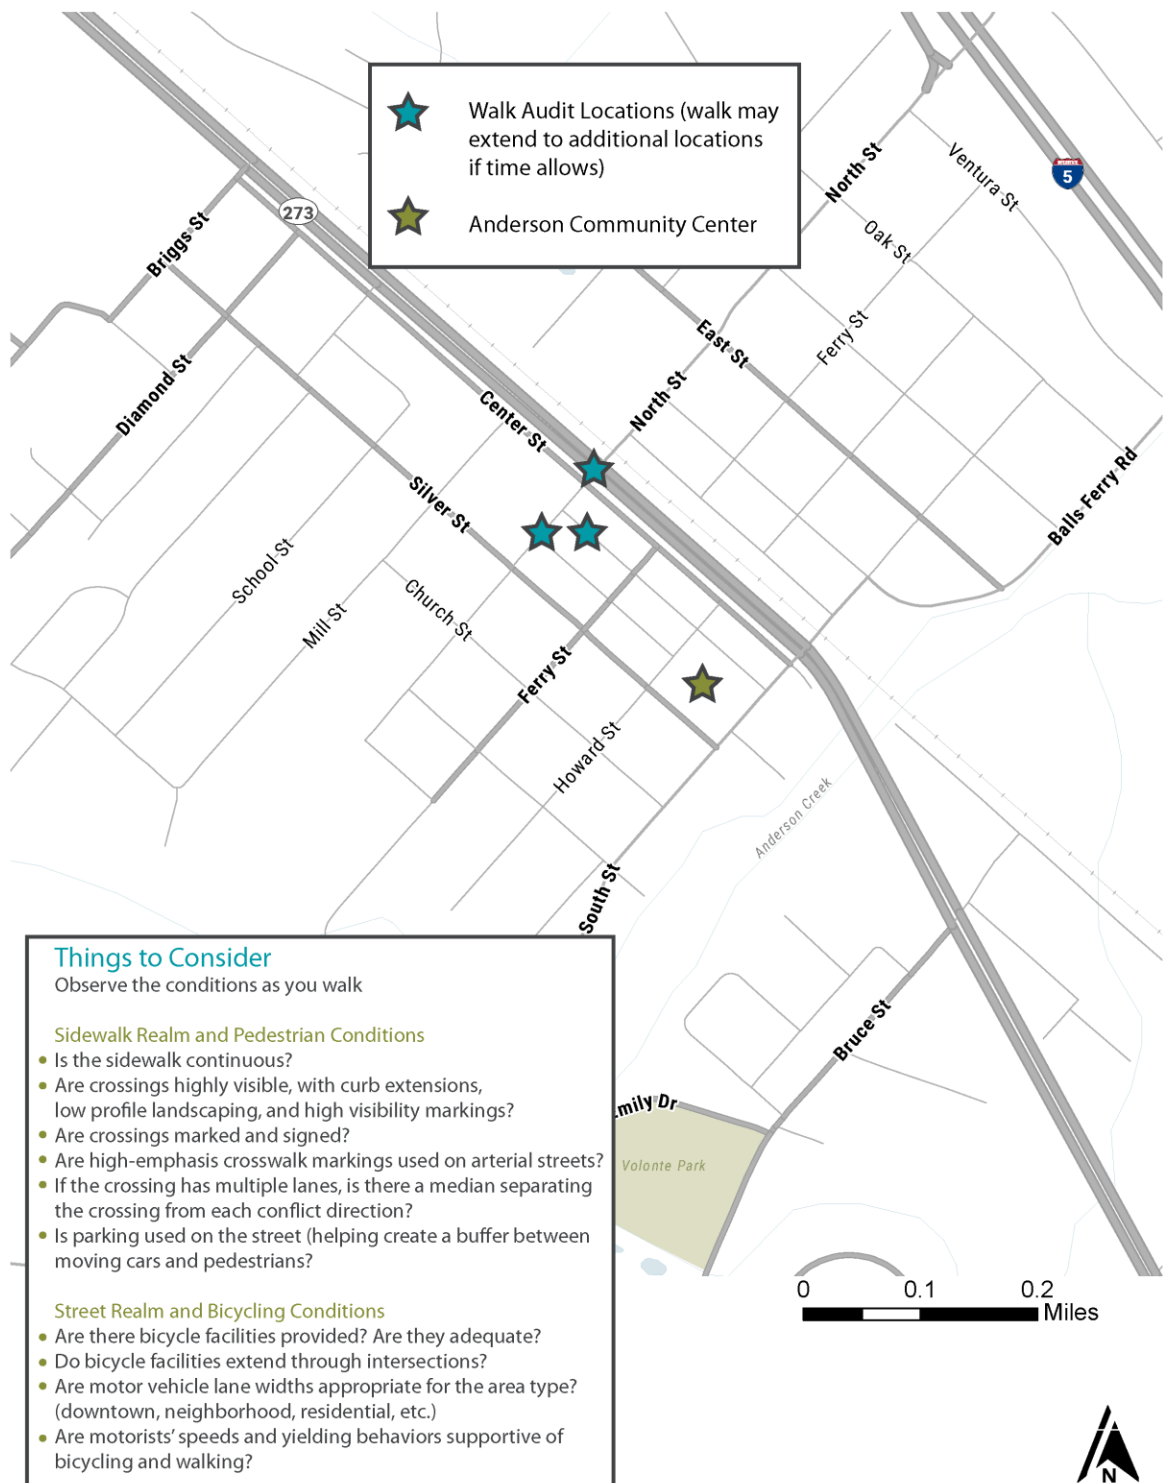 Walk Audit Locations (walk may
extend to additional locations
if time allows)
Anderson Community Center
273
INTERSTATE
5
Briggs St
Diamond St
North St
Ventura St
Oak St
Ferry St
East St
North St
Center St
Silver St
Balls Ferry Rd
School St
Mill St
Church St
Ferry St
Howard St
Anderson Creek
South St
Bruce St
mily Dr
Volonte Park
Things to Consider
Observe the conditions as you walk
Sidewalk Realm and Pedestrian Conditions
• Is the sidewalk continuous?
• Are crossings highly visible, with curb extensions,
low profile landscaping, and high visibility markings?
• Are crossings marked and signed?
• Are high-emphasis crosswalk markings used on arterial streets?
• If the crossing has multiple lanes, is there a median separating
the crossing from each conflict direction?
• Is parking used on the street (helping create a buffer between
moving cars and pedestrians?
Street Realm and Bicycling Conditions
• Are there bicycle facilities provided? Are they adequate?
• Do bicycle facilities extend through intersections?
• Are motor vehicle lane widths appropriate for the area type?
(downtown, neighborhood, residential, etc.)
• Are motorists' speeds and yielding behaviors supportive of
bicycling and walking?
0 0.1 0.2
Miles
N